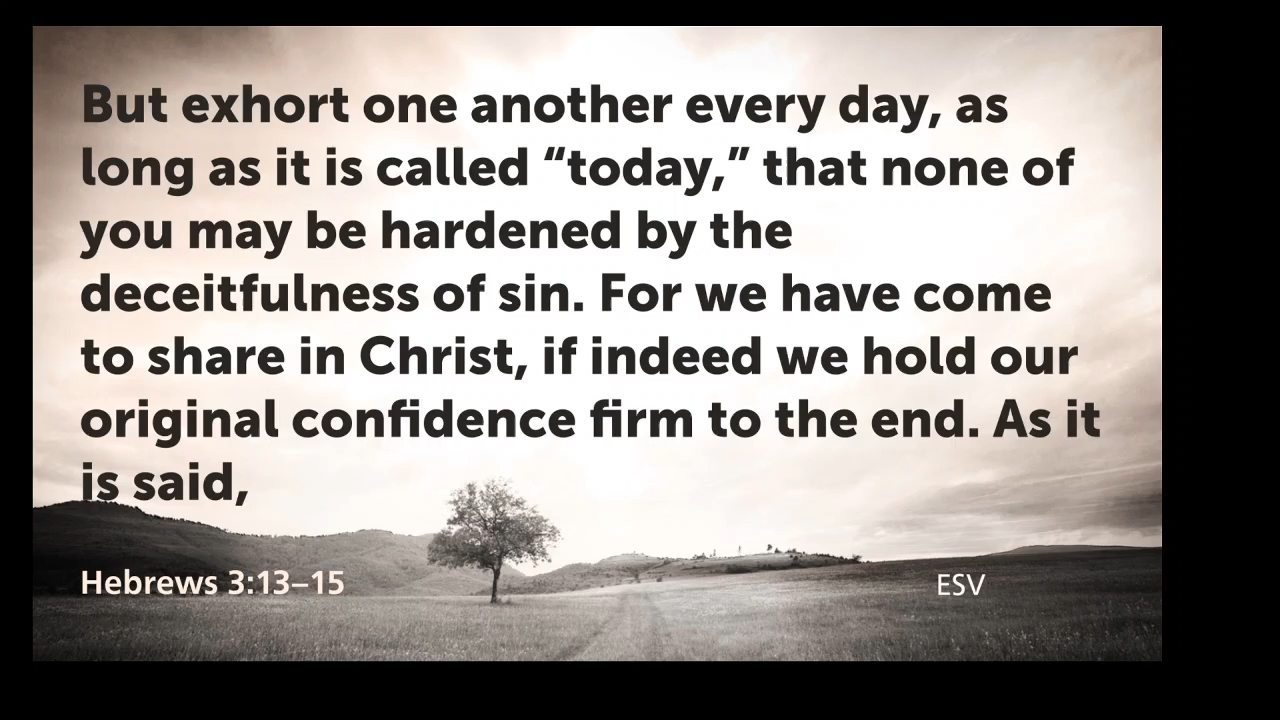 But exhort one another every day, as
long as it is called “today,” that none of
you may be hardened by the
deceitfulness of sin. For we have come
to share in Christ, if indeed we hold our
original confidence firm to the end. As it
is said,
Hebrews 3:13–15
ESV